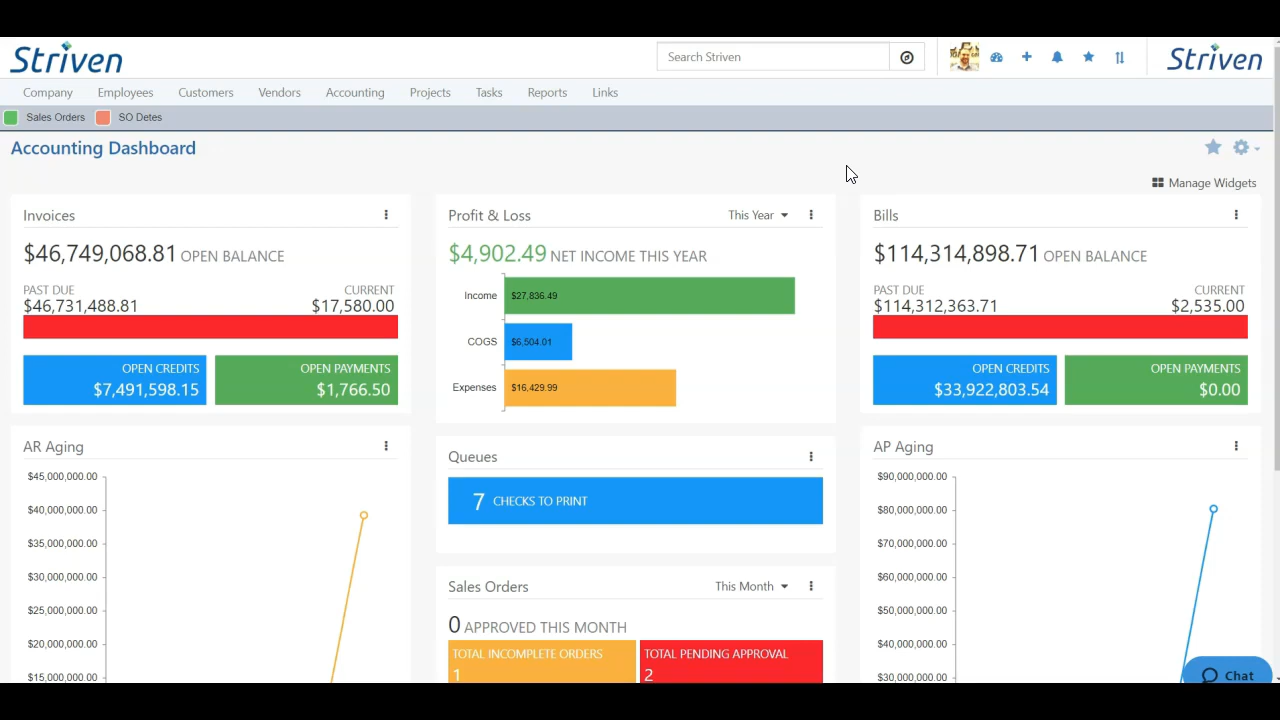 Striven
Search Striven
Striven
Company Employees Customers Vendors Accounting Projects Tasks Reports Links
Sales Orders SO Detes
Accounting Dashboard
Manage Widgets
Invoices
$46,749,068.81 OPEN BALANCE
PAST DUE CURRENT
$46,731,488.81 $17,580.00
OPEN CREDITS OPEN PAYMENTS
$7,491,598.15 $1,766.50
AR Aging
$45,000,000.00
$40,000,000.00
$35,000,000.00
$30,000,000.00
$25,000,000.00
$20,000,000.00
$15,000,000.00
Profit & Loss This Year
$4,902.49 NET INCOME THIS YEAR
Income $27,836.49
COGS $6,504.01
Expenses $16,429.99
Queues
7 CHECKS TO PRINT
Sales Orders This Month
0 APPROVED THIS MONTH
TOTAL INCOMPLETE ORDERS TOTAL PENDING APPROVAL
1 2
Bills
$114,314,898.71 OPEN BALANCE
PAST DUE CURRENT
$114,312,363.71 $2,535.00
OPEN CREDITS OPEN PAYMENTS
$33,922,803.54 $0.00
AP Aging
$90,000,000.00
$80,000,000.00
$70,000,000.00
$60,000,000.00
$50,000,000.00
$40,000,000.00
$30,000,000.00
Chat